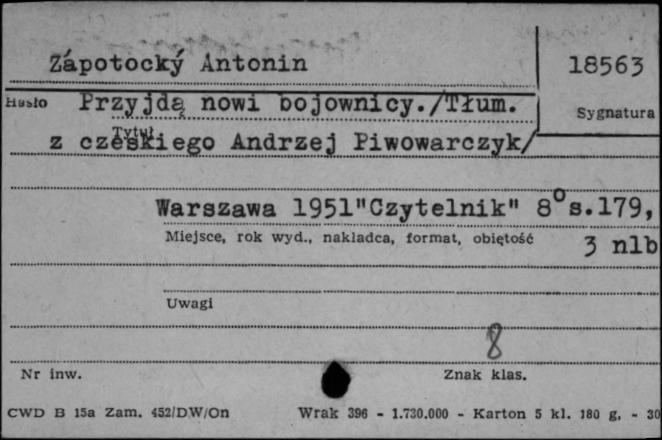 Zápotocký Antonin
18563
Hasło Przyjdą nowi bojownicy./Tłum.
Sygnatura
Tytuł
z czeskiego Andrzej Piwowarczyk/
Warszawa 1951"Czytelnik" 8°s.179,
Miejsce, rok wyd., nakładca, format, objętość
3 nlb
Uwagi
8
Nr inw.
Znak klas.
CWD B 15a Zam. 452/D.W/On Wrak 396 - 1.730.000 - Karton 5 kl. 180 g, - 30